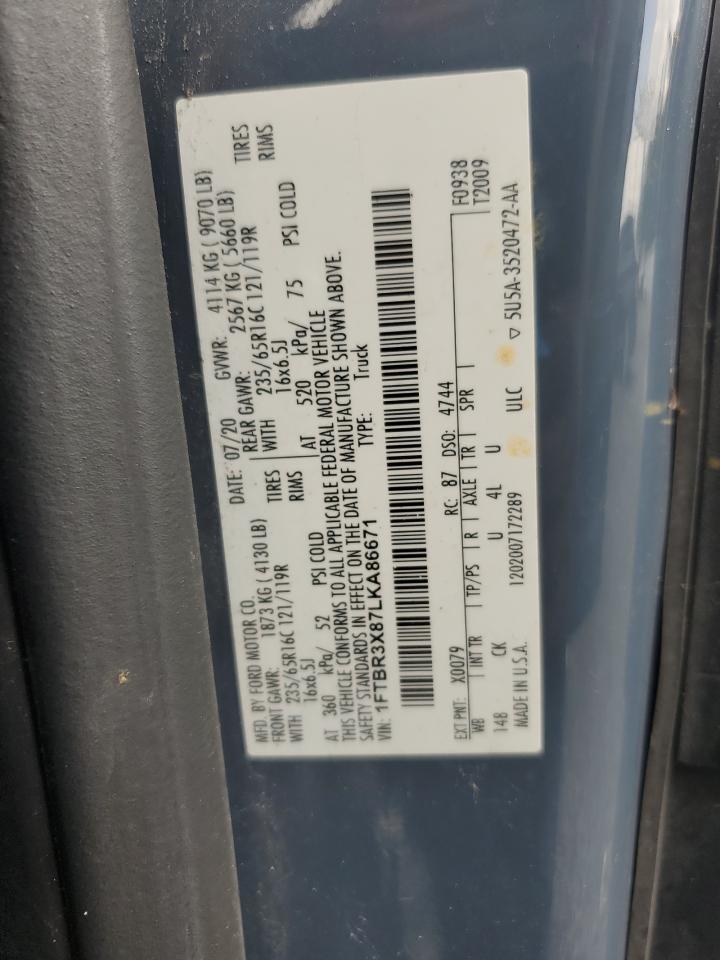 MFD. BY FORD MOTOR CO. DATE: 07/20 GVWR: 4114 KG ( 9070 LB)
FRONT GAWR: 1873 KG ( 4130 LB) REAR GAWR: 2567 KG ( 5660 LB)
WITH 235/65R16C 121/119R TIRES WITH 235/65R16C 121/119R TIRES
16x6.5J RIMS 16x6.5J RIMS
AT 360 kPa/ 52 PSI COLD AT 520 kPa/ 75 PSI COLD
THIS VEHICLE CONFORMS TO ALL APPLICABLE FEDERAL MOTOR VEHICLE
SAFETY STANDARDS IN EFFECT ON THE DATE OF MANUFACTURE SHOWN ABOVE.
VIN: 1FTBR3X87LKA86671 TYPE: Truck
F0938
T2009
EXT PNT: X0079 RC: 87 DSO: 4744
WB INT TR TP/PS R AXLE TR SPR
148 CK U 4L U
MADE IN U.S.A. 1202007172289 ULC ▽ 5U5A-3520472-AA